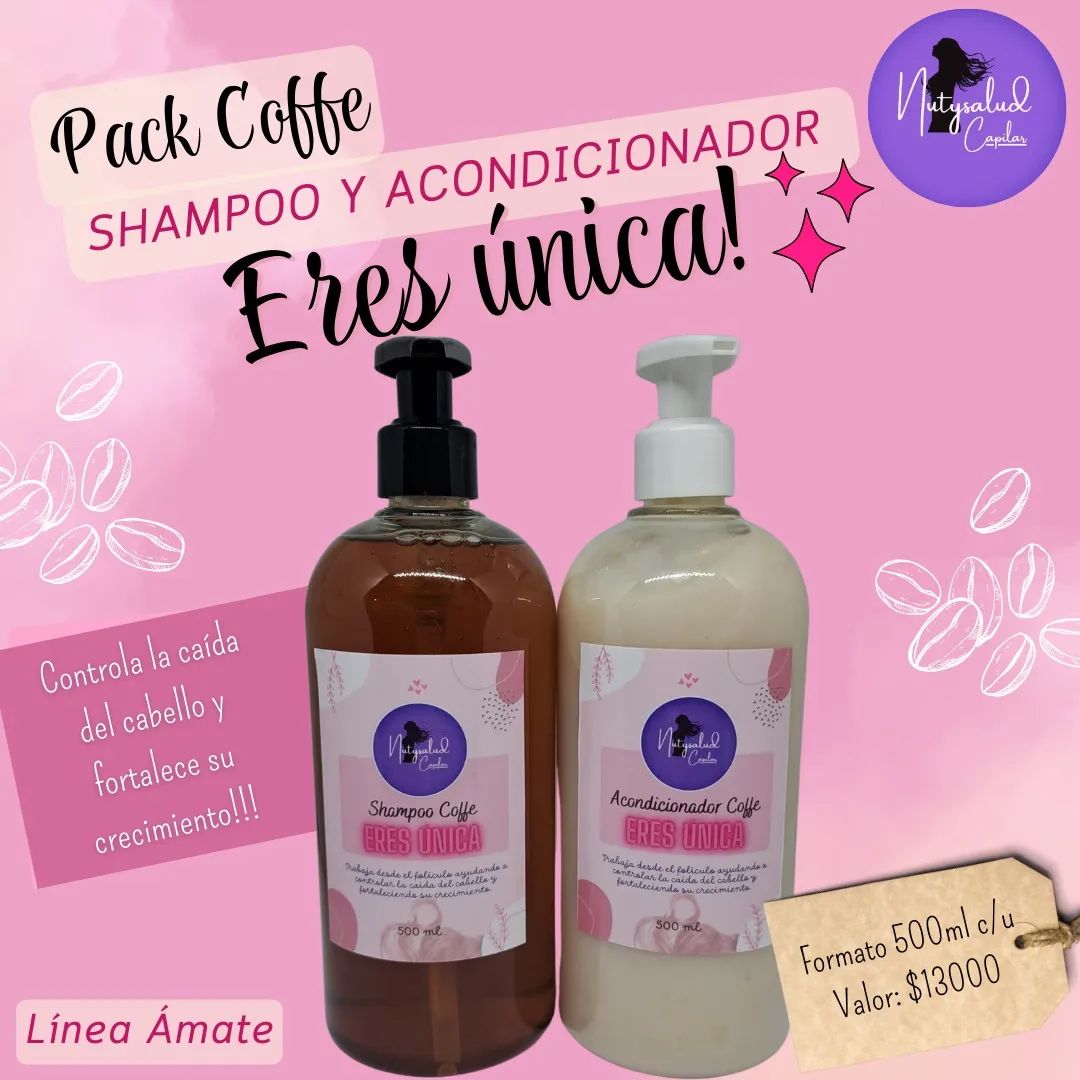 Pack Coffe
SHAMPOO Y ACONDICIONADOR
Eres única!
Nutysalud
Capilar
Controla la caída
del cabello y
fortalece su
crecimiento!!!
Nutysalud
Capilar
Shampoo Coffe
ERES ÚNICA
Trabaja desde el folículo ayudando a
controlar la caida del cabello y
fortaleciendo su crecimiento.
500 ml
Nutysalud
Capilar
Acondicionador Coffe
ERES UNICA
Trabaja desde el folículo ayudando a
controlar la caida del cabello y
fortaleciendo su crecimiento.
500 ml
Formato 500ml c/u
Valor: $13000
Línea Ámate